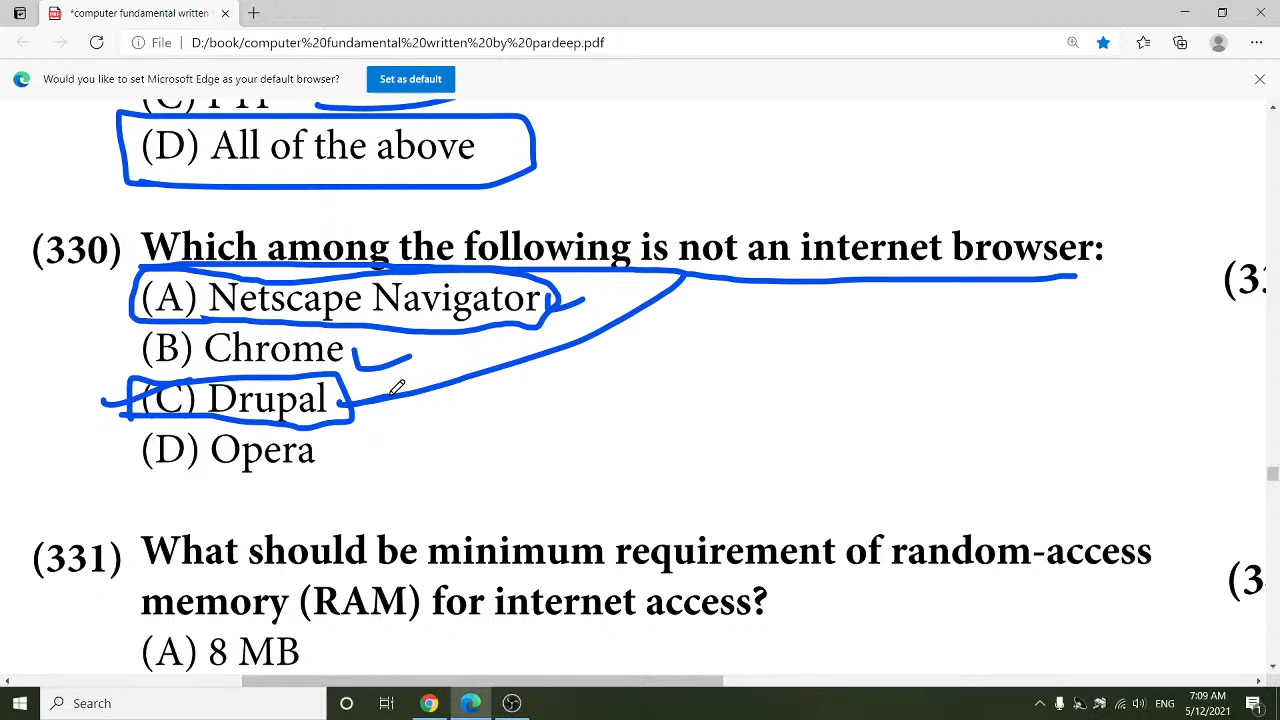 *computer fundamental written
File
D:/book/computer%20fundamental%20written%20by%20pardeep.pdf
Would you like to set Microsoft Edge as your default browser?
Set as default
(D) All of the above
(330) Which among the following is not an internet browser:
(A) Netscape Navigator
(B) Chrome
(C) Drupal
(D) Opera
(331) What should be minimum requirement of random-access
memory (RAM) for internet access?
(A) 8 MB
Search
7:09 AM
5/12/2021